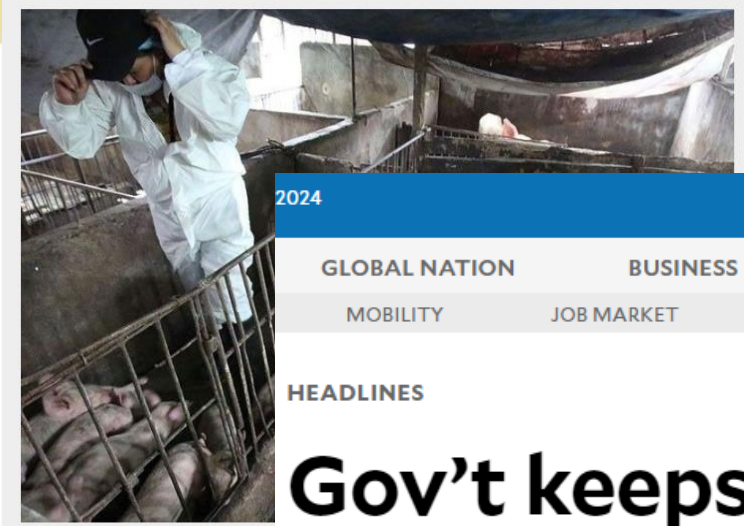 2024
GLOBAL NATION BUSINESS
MOBILITY JOB MARKET
HEADLINES
Gov't keeps